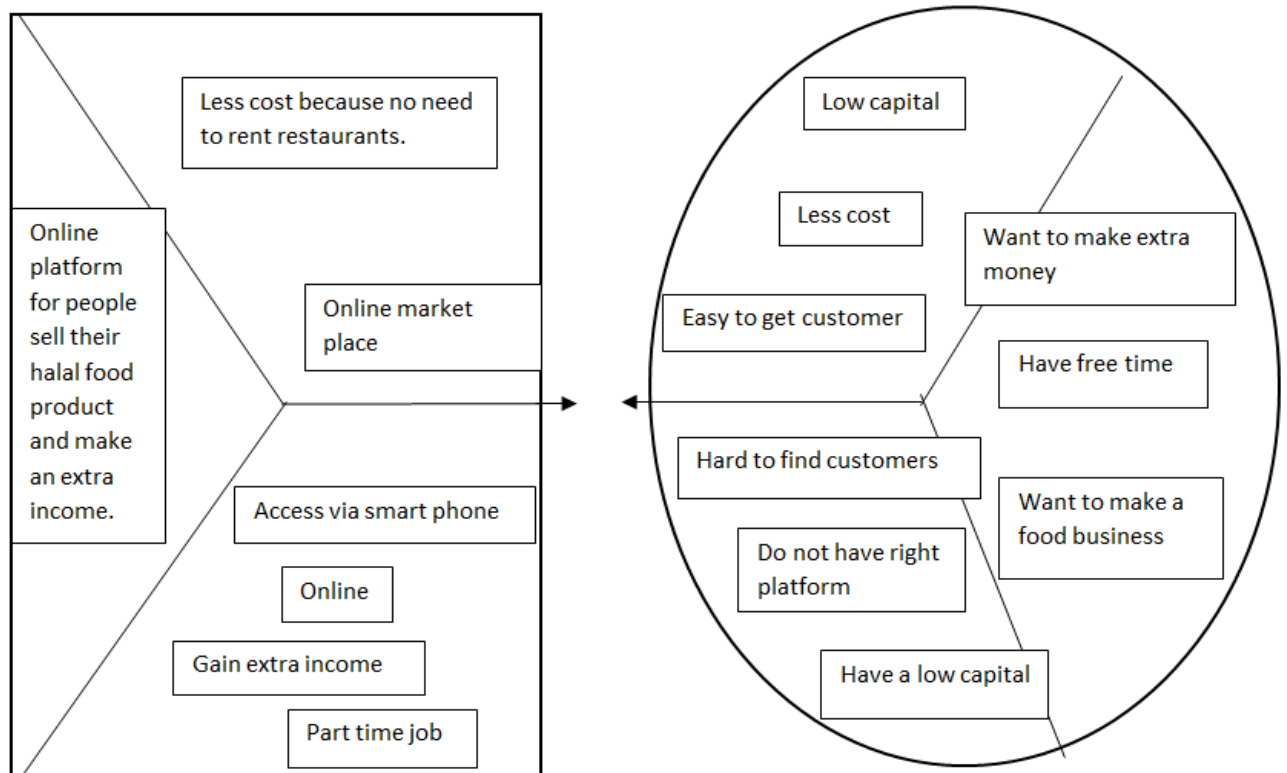 Less cost because no need
to rent restaurants.
Online
platform
for people
sell their
halal food
product
and make
an extra
income.
Online market
place
Access via smart phone
Online
Gain extra income
Part time job
Low capital
Less cost
Easy to get customer
Want to make extra
money
Have free time
Want to make a
food business
Hard to find customers
Do not have right
platform
Have a low capital